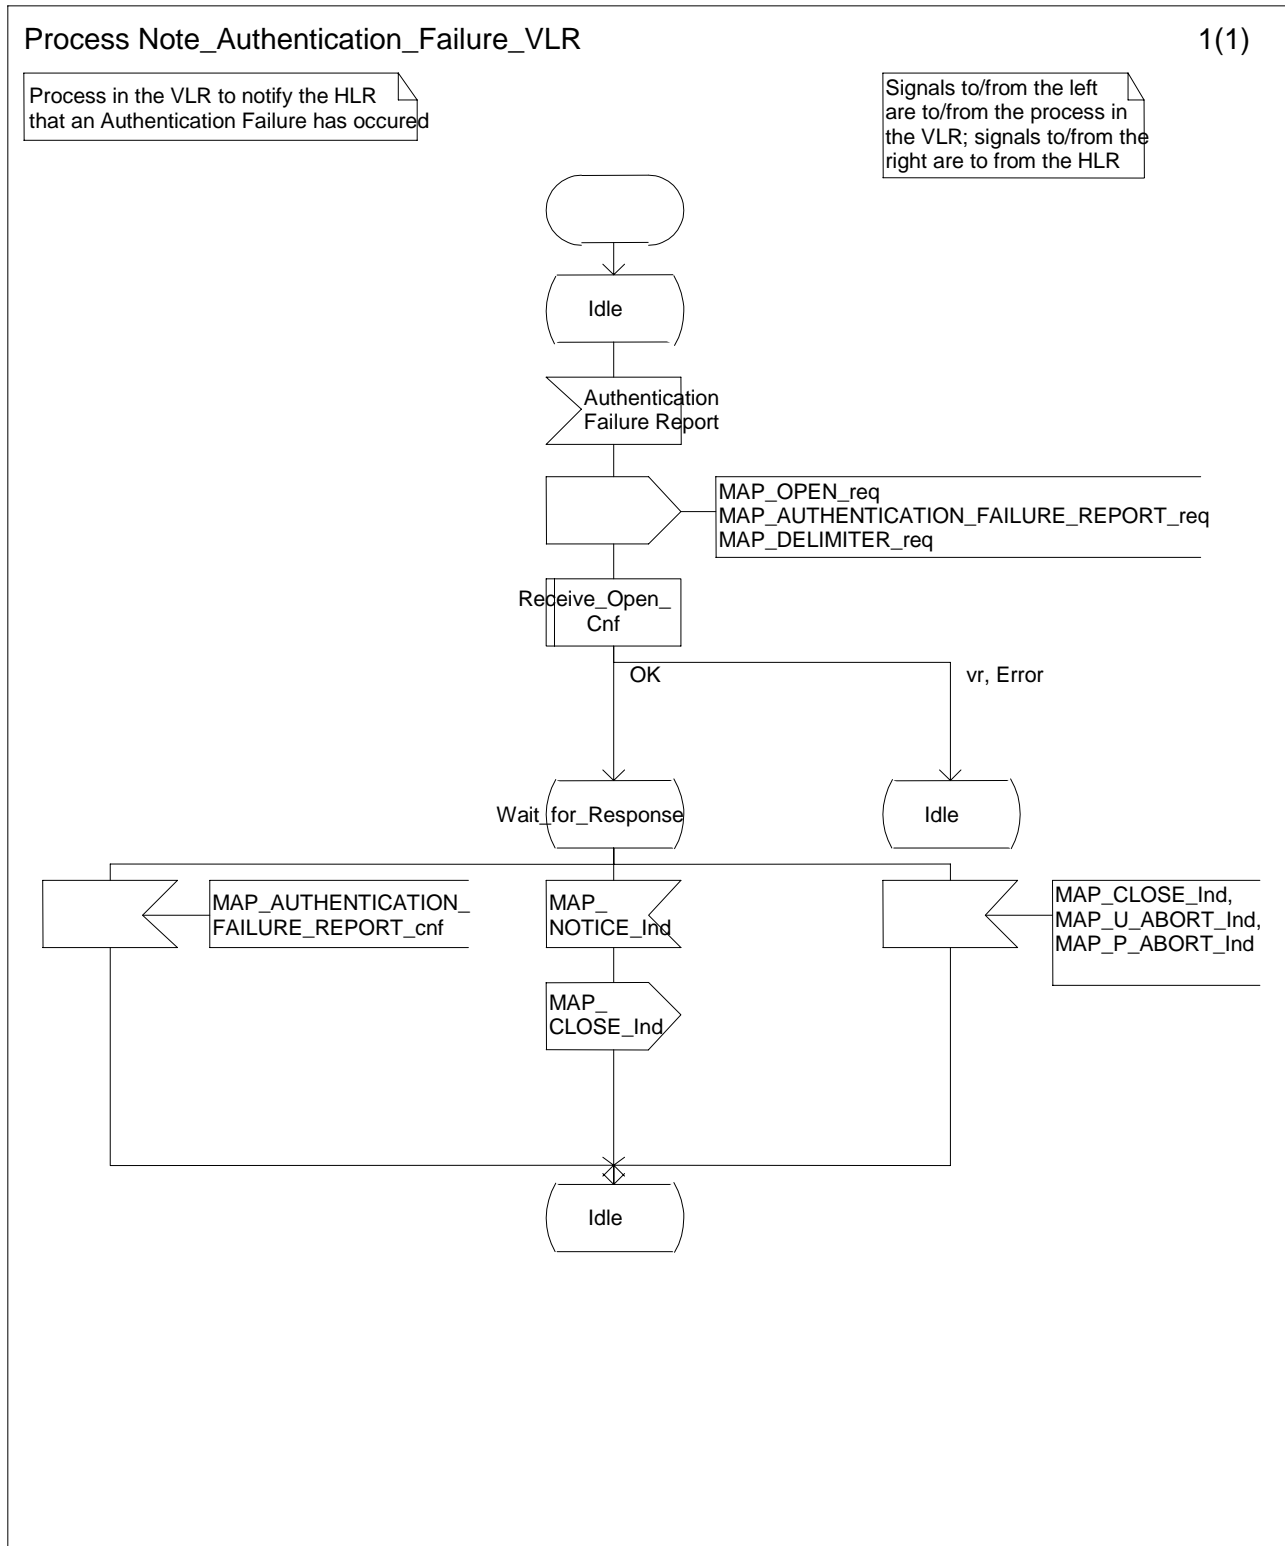 Process Note_Authentication_Failure_VLR
1(1)
Process in the VLR to notify the HLR
that an Authentication Failure has occured
Signals to/from the left
are to/from the process in
the VLR; signals to/from the
right are to from the HLR
Idle
Authentication
Failure Report
MAP_OPEN_req
MAP_AUTHENTICATION_FAILURE_REPORT_req
MAP_DELIMITER_req
Receive_Open_
Cnf
OK
vr, Error
Wait_for_Response
Idle
MAP_AUTHENTICATION_
FAILURE_REPORT_cnf
MAP_
NOTICE_Ind
MAP_CLOSE_Ind,
MAP_U_ABORT_Ind,
MAP_P_ABORT_Ind
MAP_
CLOSE_Ind
Idle